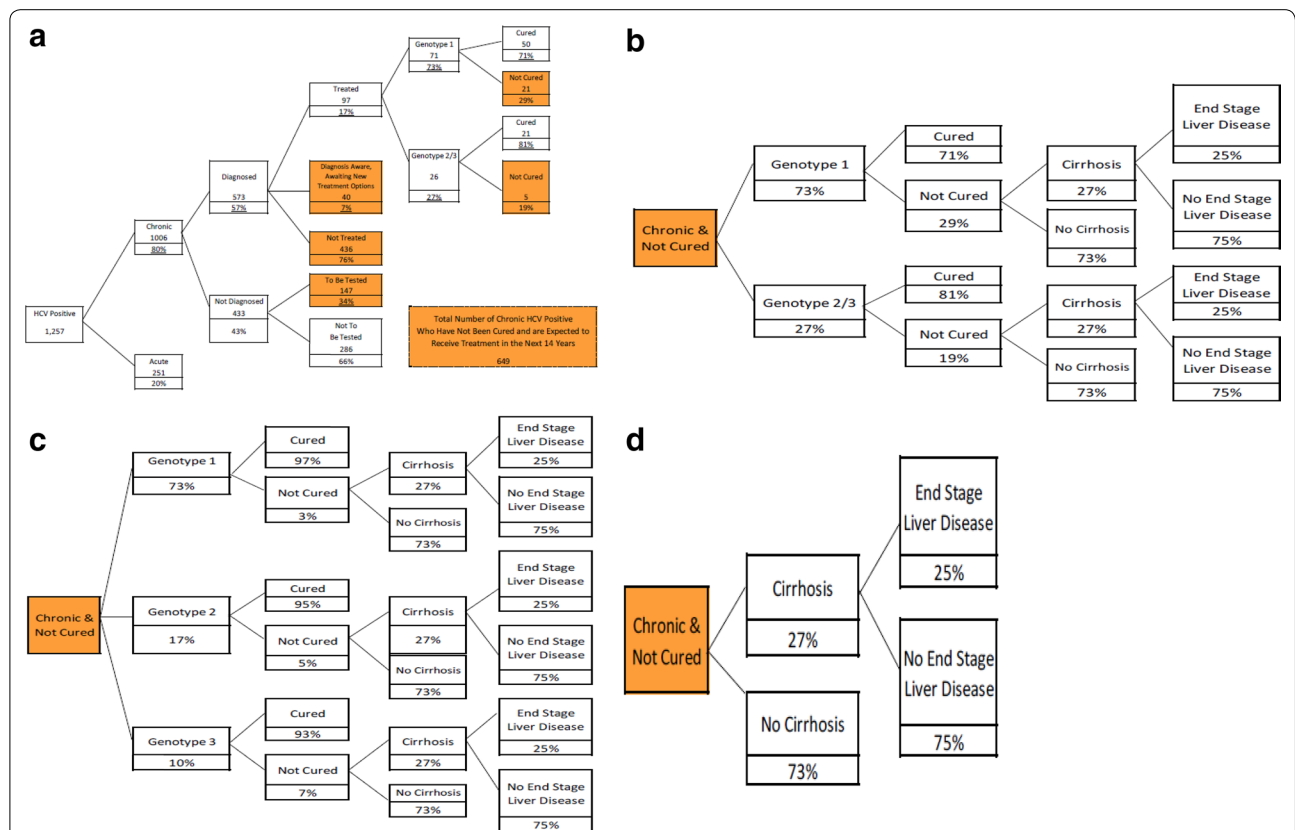 a
Cured
50
71%
Genotype 1
71
73%
Not Cured
21
29%
Treated
97
17%
Cured
21
81%
Genotype 2/3
26
27%
Not Cured
5
19%
Diagnosed
573
57%
Diagnosis Aware,
Awaiting New
Treatment Options
40
7%
Chronic
1006
80%
Not Treated
436
76%
To Be Tested
147
34%
Not Diagnosed
433
43%
Not To
Be Tested
286
66%
HCV Positive
1,257
Acute
251
20%
Total Number of Chronic HCV Positive
Who Have Not Been Cured and are Expected to
Receive Treatment in the Next 14 Years
649
b
Chronic &
Not Cured
Genotype 1
73%
Cured
71%
Not Cured
29%
Cirrhosis
27%
No Cirrhosis
73%
End Stage
Liver Disease
25%
No End Stage
Liver Disease
75%
Genotype 2/3
27%
Cured
81%
Not Cured
19%
Cirrhosis
27%
No Cirrhosis
73%
End Stage
Liver Disease
25%
No End Stage
Liver Disease
75%
c
Chronic &
Not Cured
Genotype 1
73%
Cured
97%
Not Cured
3%
Cirrhosis
27%
No Cirrhosis
73%
End Stage
Liver Disease
25%
No End Stage
Liver Disease
75%
Genotype 2
17%
Cured
95%
Not Cured
5%
Cirrhosis
27%
No Cirrhosis
73%
End Stage
Liver Disease
25%
No End Stage
Liver Disease
75%
Genotype 3
10%
Cured
93%
Not Cured
7%
Cirrhosis
27%
No Cirrhosis
73%
End Stage
Liver Disease
25%
No End Stage
Liver Disease
75%
d
Chronic &
Not Cured
Cirrhosis
27%
No Cirrhosis
73%
End Stage
Liver Disease
25%
No End Stage
Liver Disease
75%